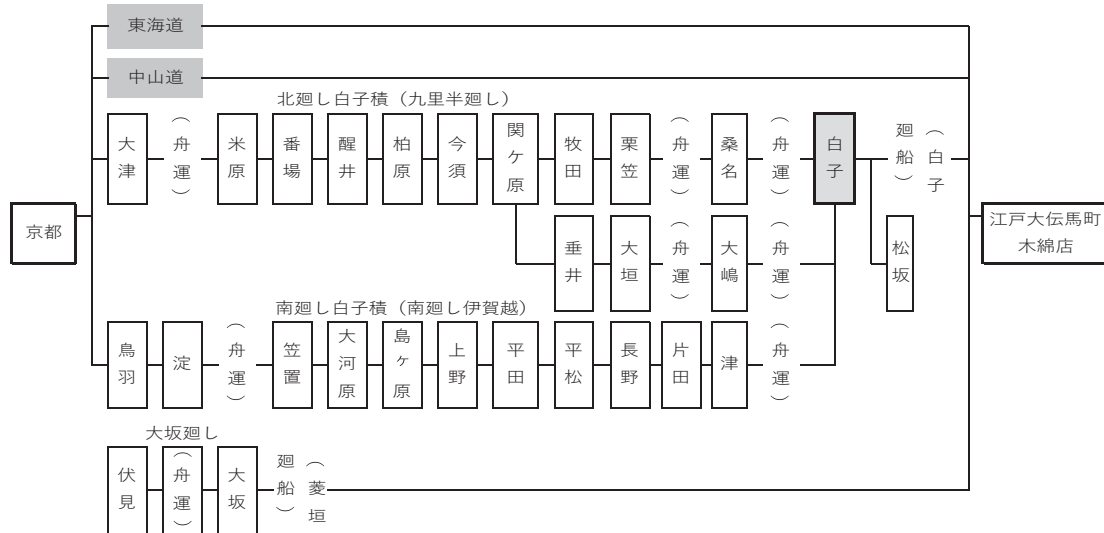 東海道
中山道
北廻し白子積（九里半廻し）
大津
（舟運）
米原
番場
醒井
柏原
今須
関ケ原
牧田
栗笠
（舟運）
桑名
（舟運）
白子
（白子
廻船）
京都
垂井
大垣
（舟運）
大嶋
（舟運）
松坂
江戸大伝馬町
木綿店
南廻し白子積（南廻し伊賀越）
鳥羽
淀
（舟運）
笠置
大河原
島ヶ原
上野
平田
平松
長野
片田
津
（舟運）
大坂廻し
伏見
（舟運）
大坂
（菱垣
廻船）